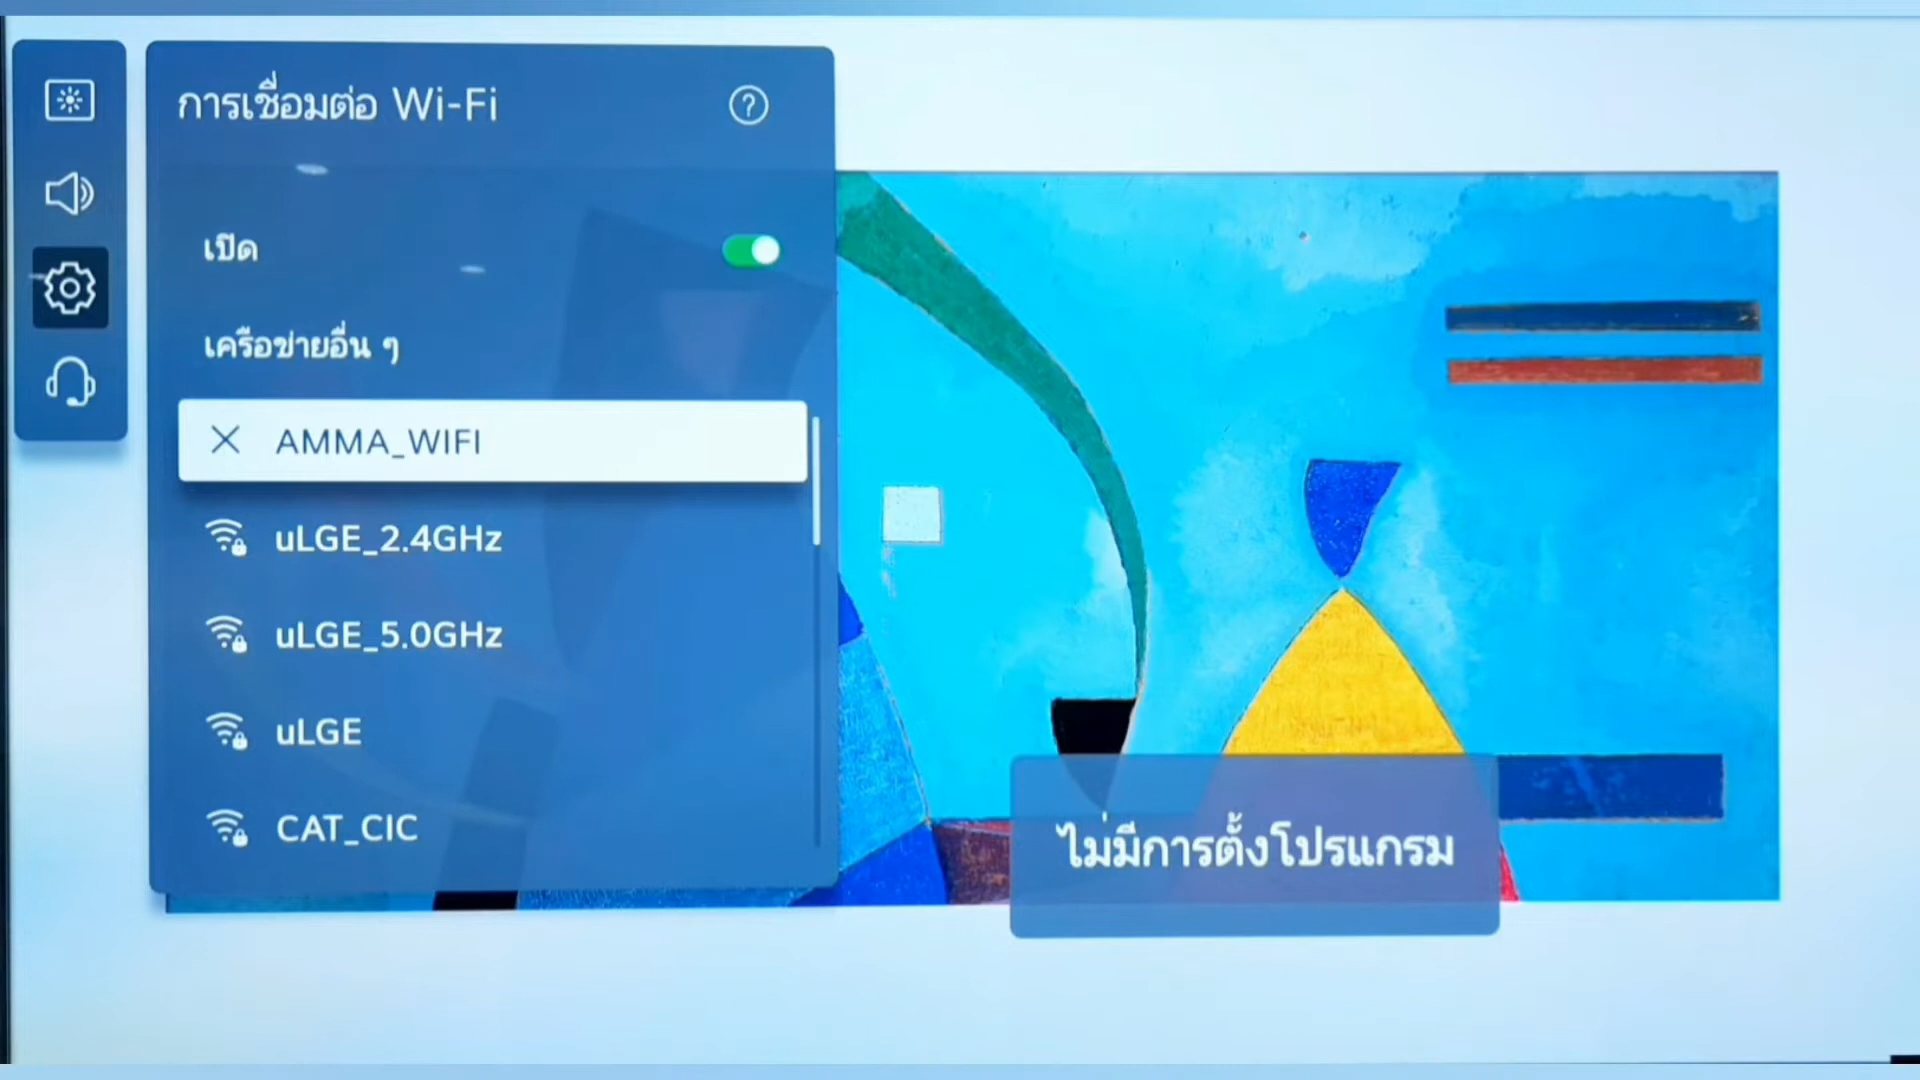 การเชื่อมต่อ Wi-Fi
เปิด
เครือข่ายอื่น ๆ
AMMA_WIFI
uLGE_2.4GHz
uLGE_5.0GHz
uLGE
CAT_CIC
ไม่มีการตั้งโปรแกรม